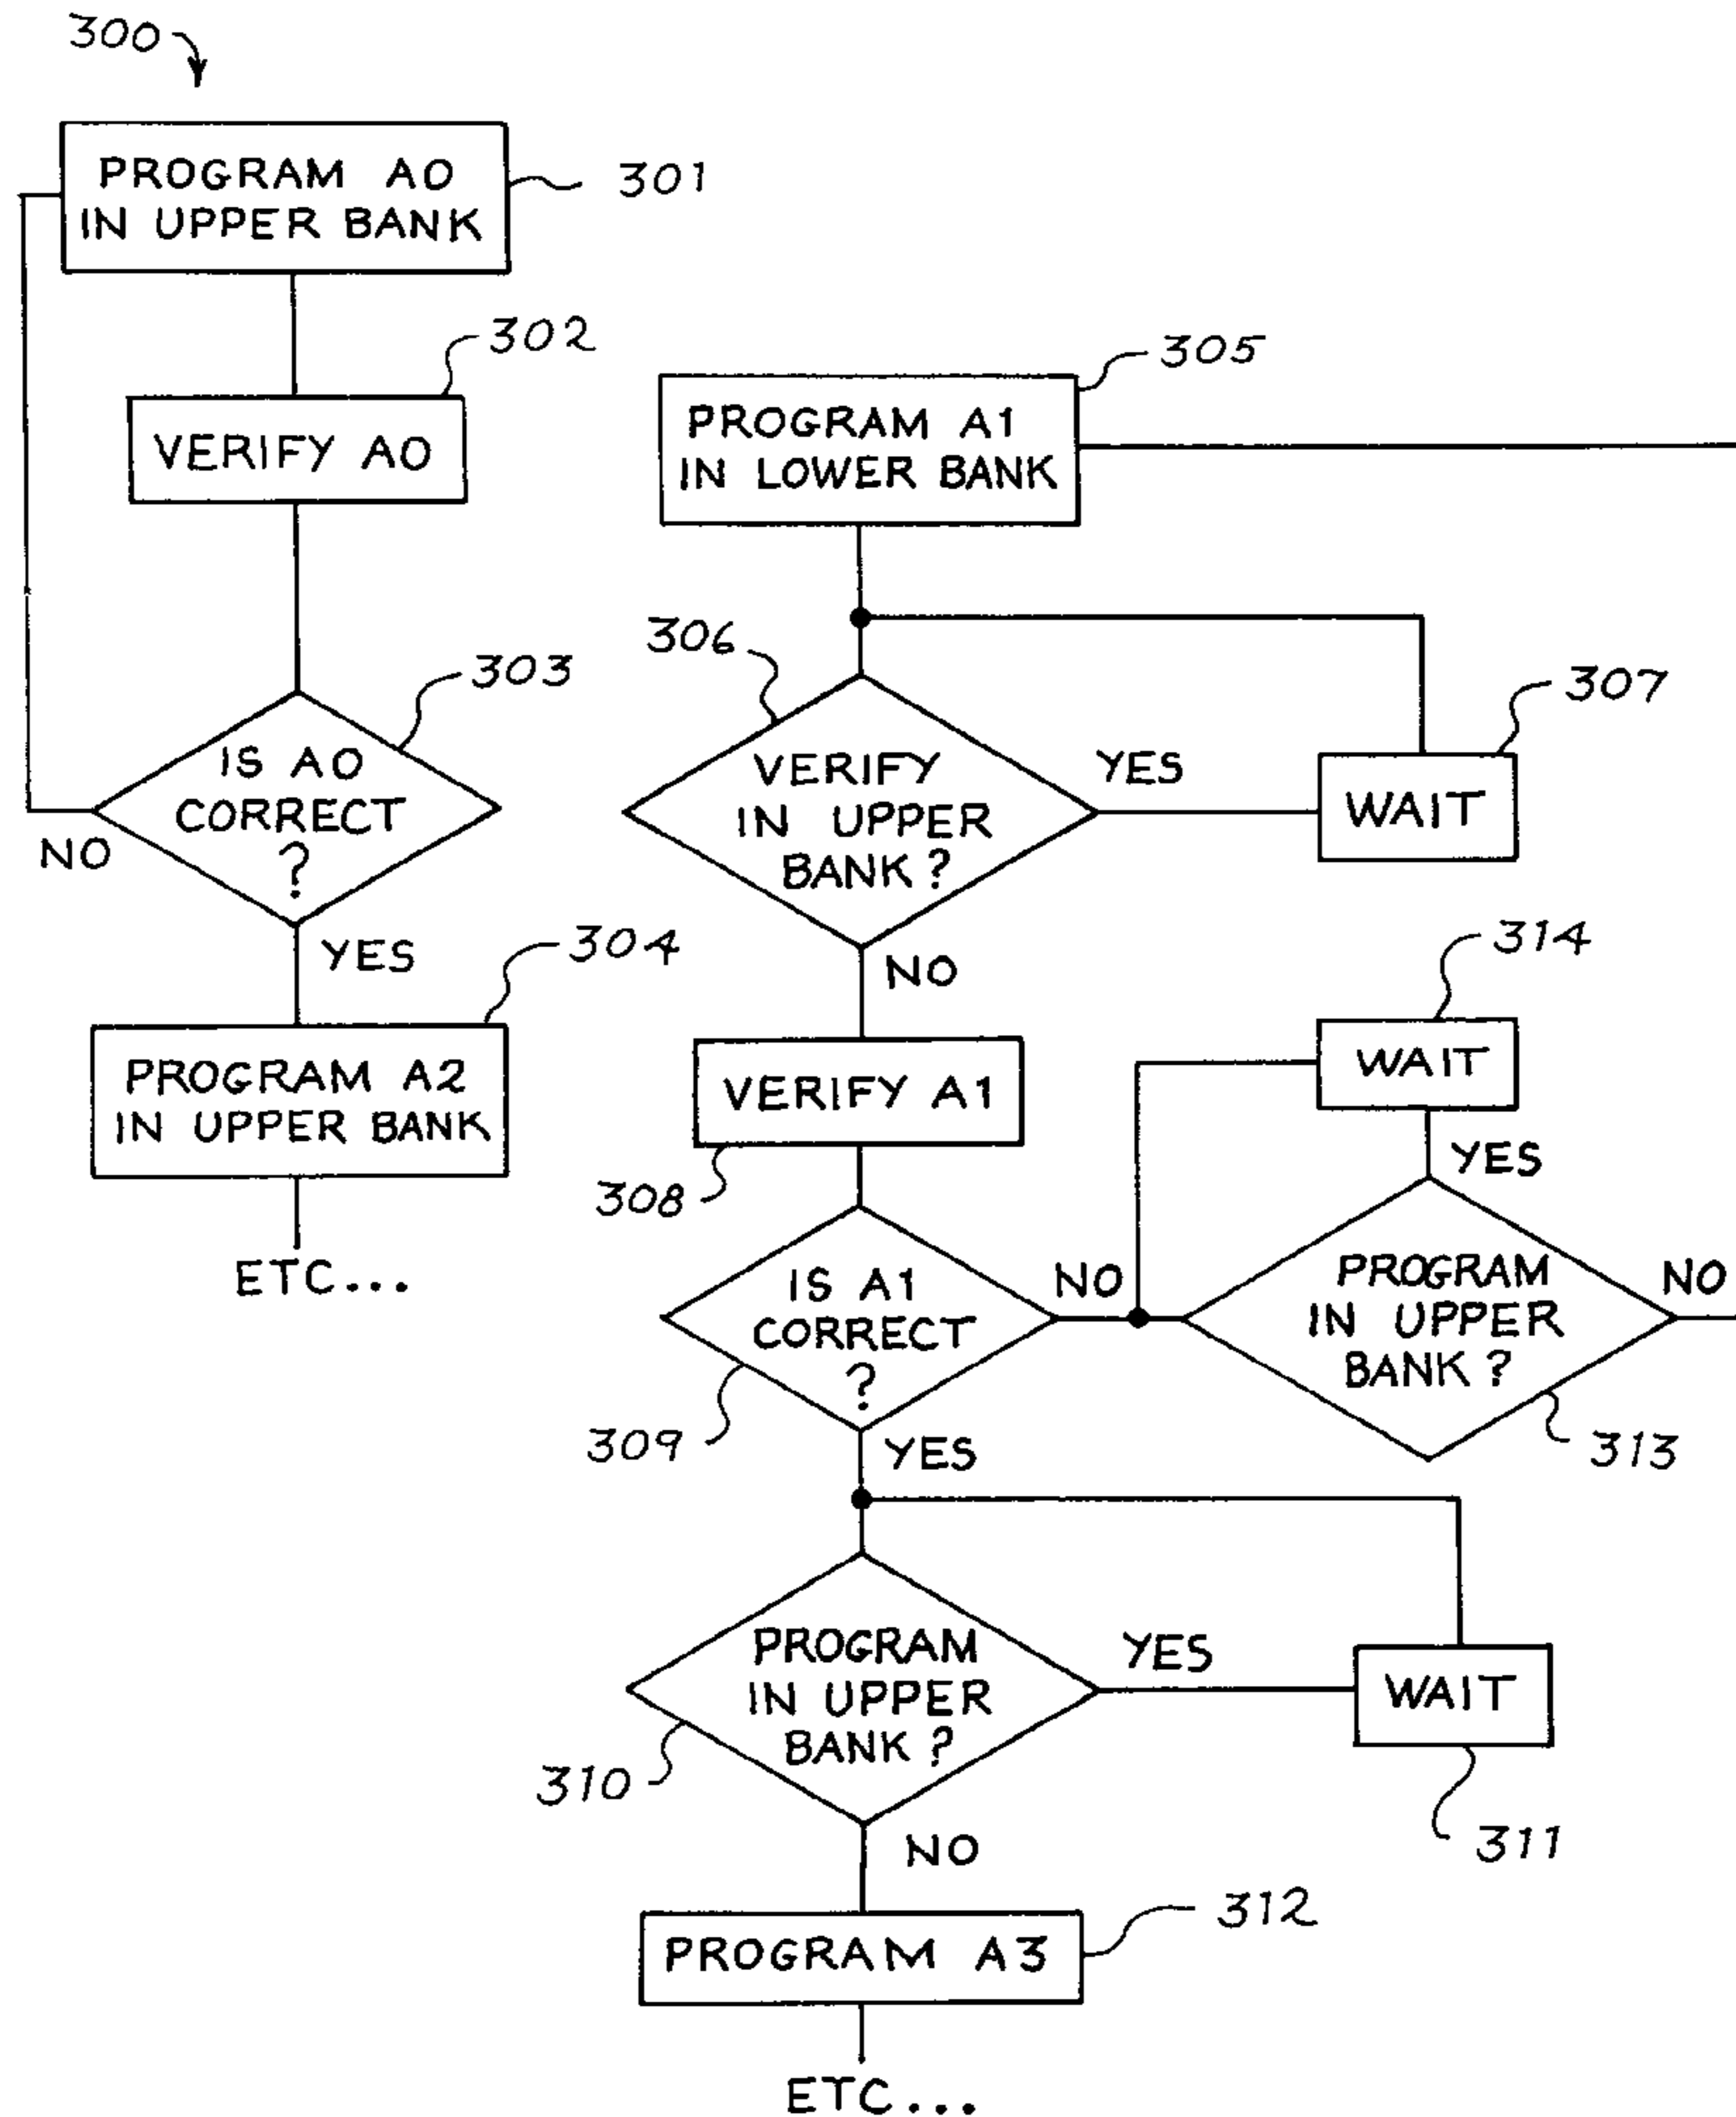 300
PROGRAM A0
IN UPPER BANK
301
302
VERIFY A0
303
IS A0
CORRECT
?
NO
YES
304
PROGRAM A2
IN UPPER BANK
ETC...
305
PROGRAM A1
IN LOWER BANK
306
VERIFY
IN UPPER
BANK?
YES
307
WAIT
NO
VERIFY A1
308
IS A1
CORRECT
?
309
NO
314
WAIT
YES
PROGRAM
IN UPPER
BANK?
NO
313
YES
PROGRAM
IN UPPER
BANK?
310
YES
WAIT
311
NO
312
PROGRAM A3
ETC...